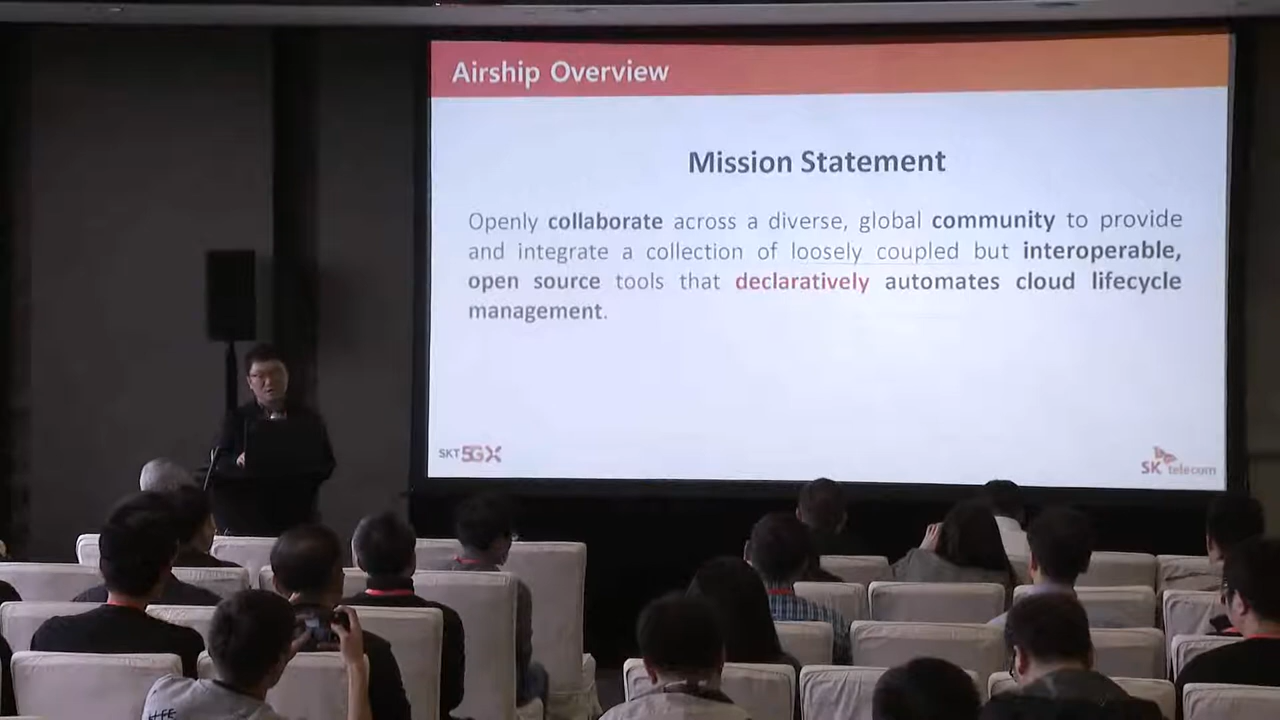 Airship Overview
Mission Statement
Openly collaborate across a diverse, global community to provide
and integrate a collection of loosely coupled but interoperable,
open source tools that declaratively automates cloud lifecycle
management.
SKT 5GX
SK telecom